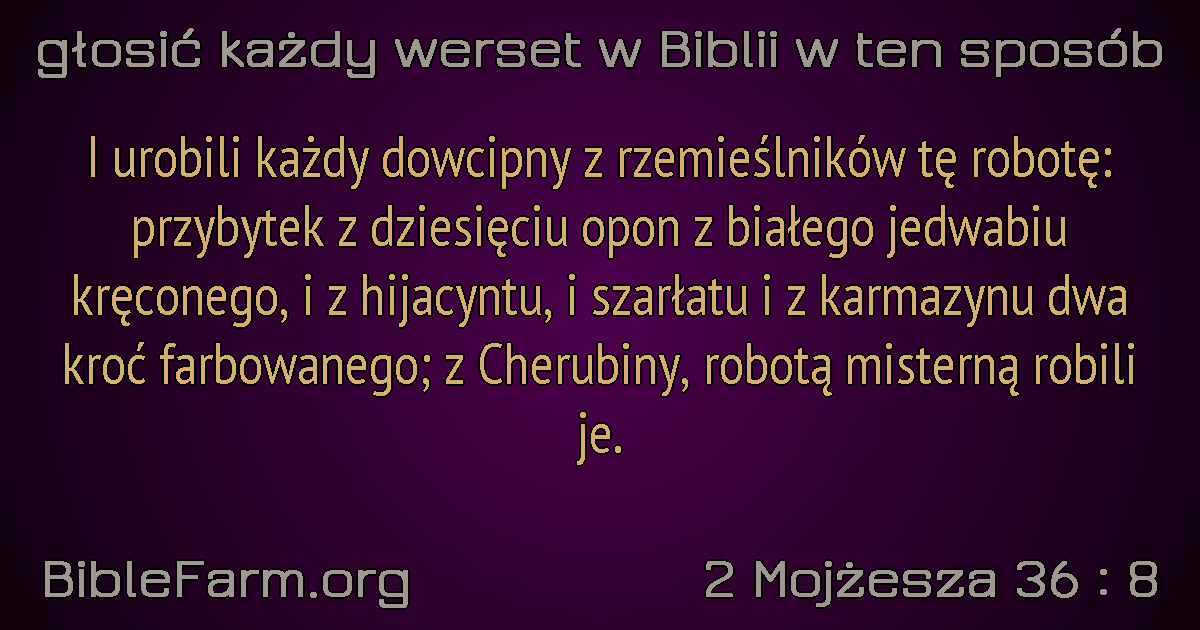 głosić każdy werset w Biblii w ten sposób
I urobili każdy dowcipny z rzemieślników tę robotę:
przybytek z dziesięciu opon z białego jedwabiu
kręconego, i z hijacyntu, i szarłatu i z karmazynu dwa
kroć farbowanego; z Cherubiny, robotą misterną robili
je.
BibleFarm.org
2 Mojżesza 36 : 8